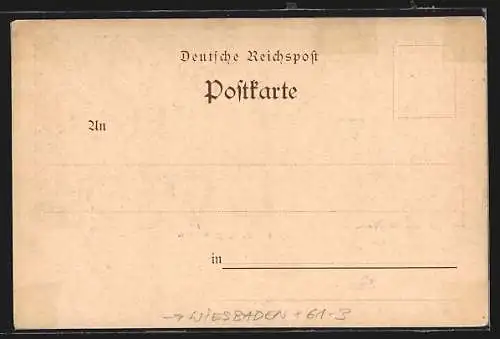 Deutsche Reichspost
Postkarte
An
in
→ WIESBADEN + 61-3